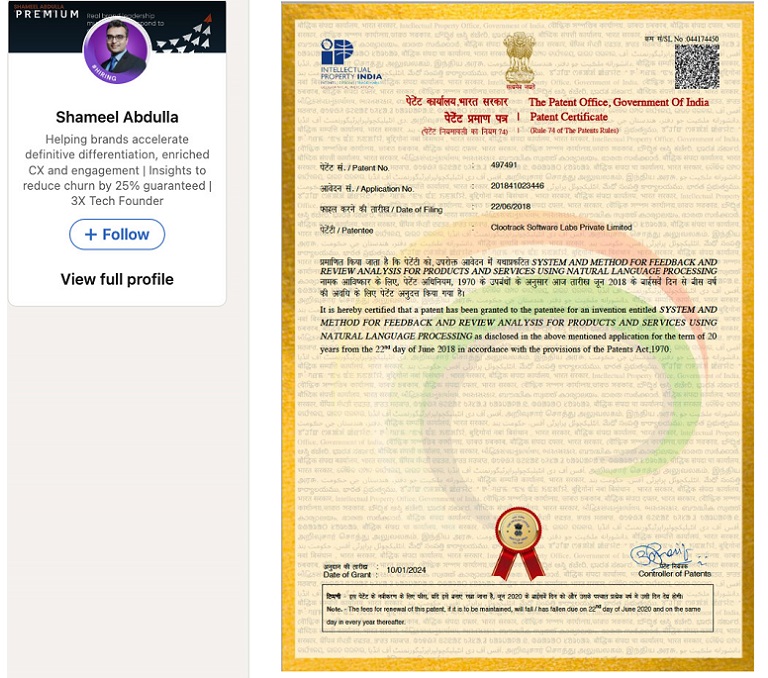 SHAMEEL ABDULLA
PREMIUM
Real brand leadership
#HIRING
Shameel Abdulla
Helping brands accelerate
definitive differentiation, enriched
CX and engagement | Insights to
reduce churn by 25% guaranteed |
3X Tech Founder
+ Follow
View full profile
INTELLECTUAL
PROPERTY INDIA
क्रम सं/SL No :044174450
पेटेंट कार्यालय,भारत सरकार | The Patent Office, Government Of India
पेटेंट प्रमाण पत्र | Patent Certificate
(पेटेंट नियमावली का नियम 74) | (Rule 74 of The Patents Rules)
पेटेंट सं. / Patent No. : 497491
आवेदन सं. / Application No. : 201841023446
फाइल करने की तारीख / Date of Filing : 22/06/2018
पेटेंटी / Patentee : Clootrack Software Labs Private Limited
प्रमाणित किया जाता है कि पेटेंटी को, उपरोक्त आवेदन में यथाप्रकटित SYSTEM AND METHOD FOR FEEDBACK AND
REVIEW ANALYSIS FOR PRODUCTS AND SERVICES USING NATURAL LANGUAGE PROCESSING
नामक आविष्कार के लिए, पेटेंट अधिनियम, 1970 के उपबंधों के अनुसार आज तारीख जून 2018 के बाईसवें दिन से बीस वर्ष
की अवधि के लिए पेटेंट अनुदत्त किया गया है।
It is hereby certified that a patent has been granted to the patentee for an invention entitled SYSTEM AND
METHOD FOR FEEDBACK AND REVIEW ANALYSIS FOR PRODUCTS AND SERVICES USING
NATURAL LANGUAGE PROCESSING as disclosed in the above mentioned application for the term of 20
years from the 22nd day of June 2018 in accordance with the provisions of the Patents Act,1970.
अनुदान की तारीख
Date of Grant : 10/01/2024
पेटेंट नियंत्रक
Controller of Patents
टिप्पणी - इस पेटेंट के नवीकरण के लिए फीस, यदि इसे बनाए रखा जाना है, जून 2020 के बाईसवें दिन को और उसके पश्चात प्रत्येक वर्ष मे उसी दिन देय होगी।
Note. - The fees for renewal of this patent, if it is to be maintained, will fall / has fallen due on 22nd day of June 2020 and on the same
day in every year thereafter.